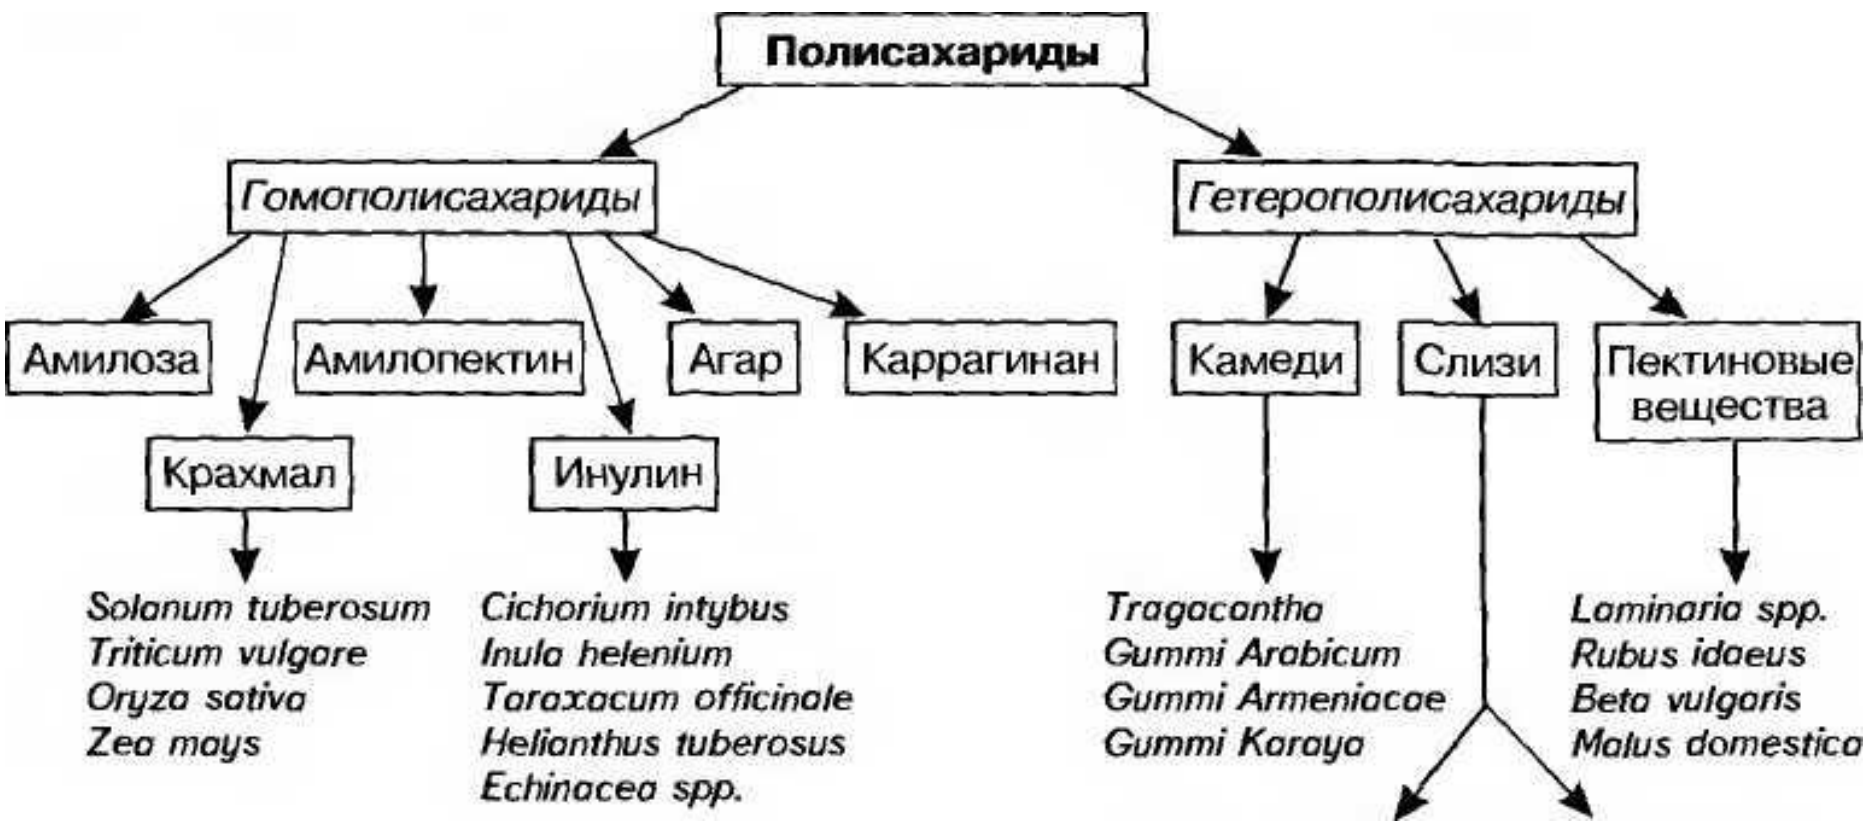 Полисахариды
Гомополисахариды
Гетерополисахариды
Амилоза
Амилопектин
Агар
Каррагинан
Камеди
Слизи
Пектиновые
вещества
Крахмал
Инулин
Solanum tuberosum
Triticum vulgare
Oryza sativa
Zea mays
Cichorium intybus
Inula helenium
Taraxacum officinale
Helianthus tuberosus
Echinacea spp.
Tragacantha
Gummi Arabicum
Gummi Armeniacae
Gummi Karaya
Laminaria spp.
Rubus idaeus
Beta vulgaris
Malus domestica